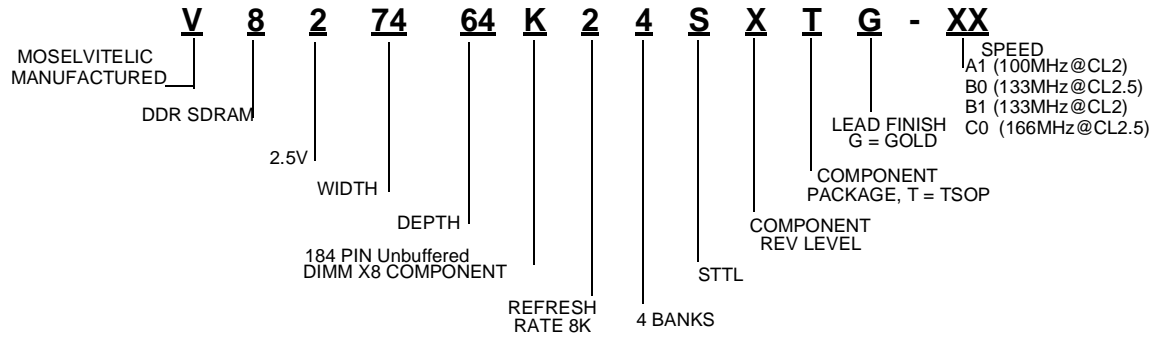 V 8 2 74 64 K 2 4 S X T G - XX
MOSELVITELIC
MANUFACTURED
DDR SDRAM
2.5V
WIDTH
DEPTH
184 PIN Unbuffered
DIMM X8 COMPONENT
REFRESH
RATE 8K
4 BANKS
STTL
COMPONENT
REV LEVEL
COMPONENT
PACKAGE, T = TSOP
LEAD FINISH
G = GOLD
SPEED
A1 (100MHz@CL2)
B0 (133MHz@CL2.5)
B1 (133MHz@CL2)
C0 (166MHz@CL2.5)